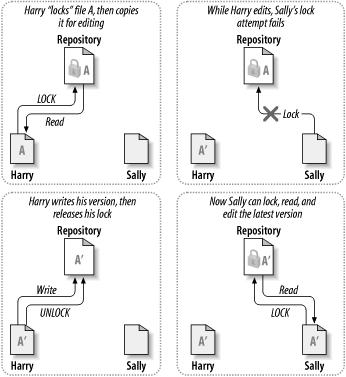 Harry "locks" file A, then copies
it for editing
Repository
A
LOCK
Read
A
Harry
Sally
While Harry edits, Sally's lock
attempt fails
Repository
A
Lock
A'
Harry
Sally
Harry writes his version, then
releases his lock
Repository
A'
Write
UNLOCK
A'
Harry
Sally
Now Sally can lock, read, and
edit the latest version
Repository
A'
Read
LOCK
A'
A'
Harry
Sally